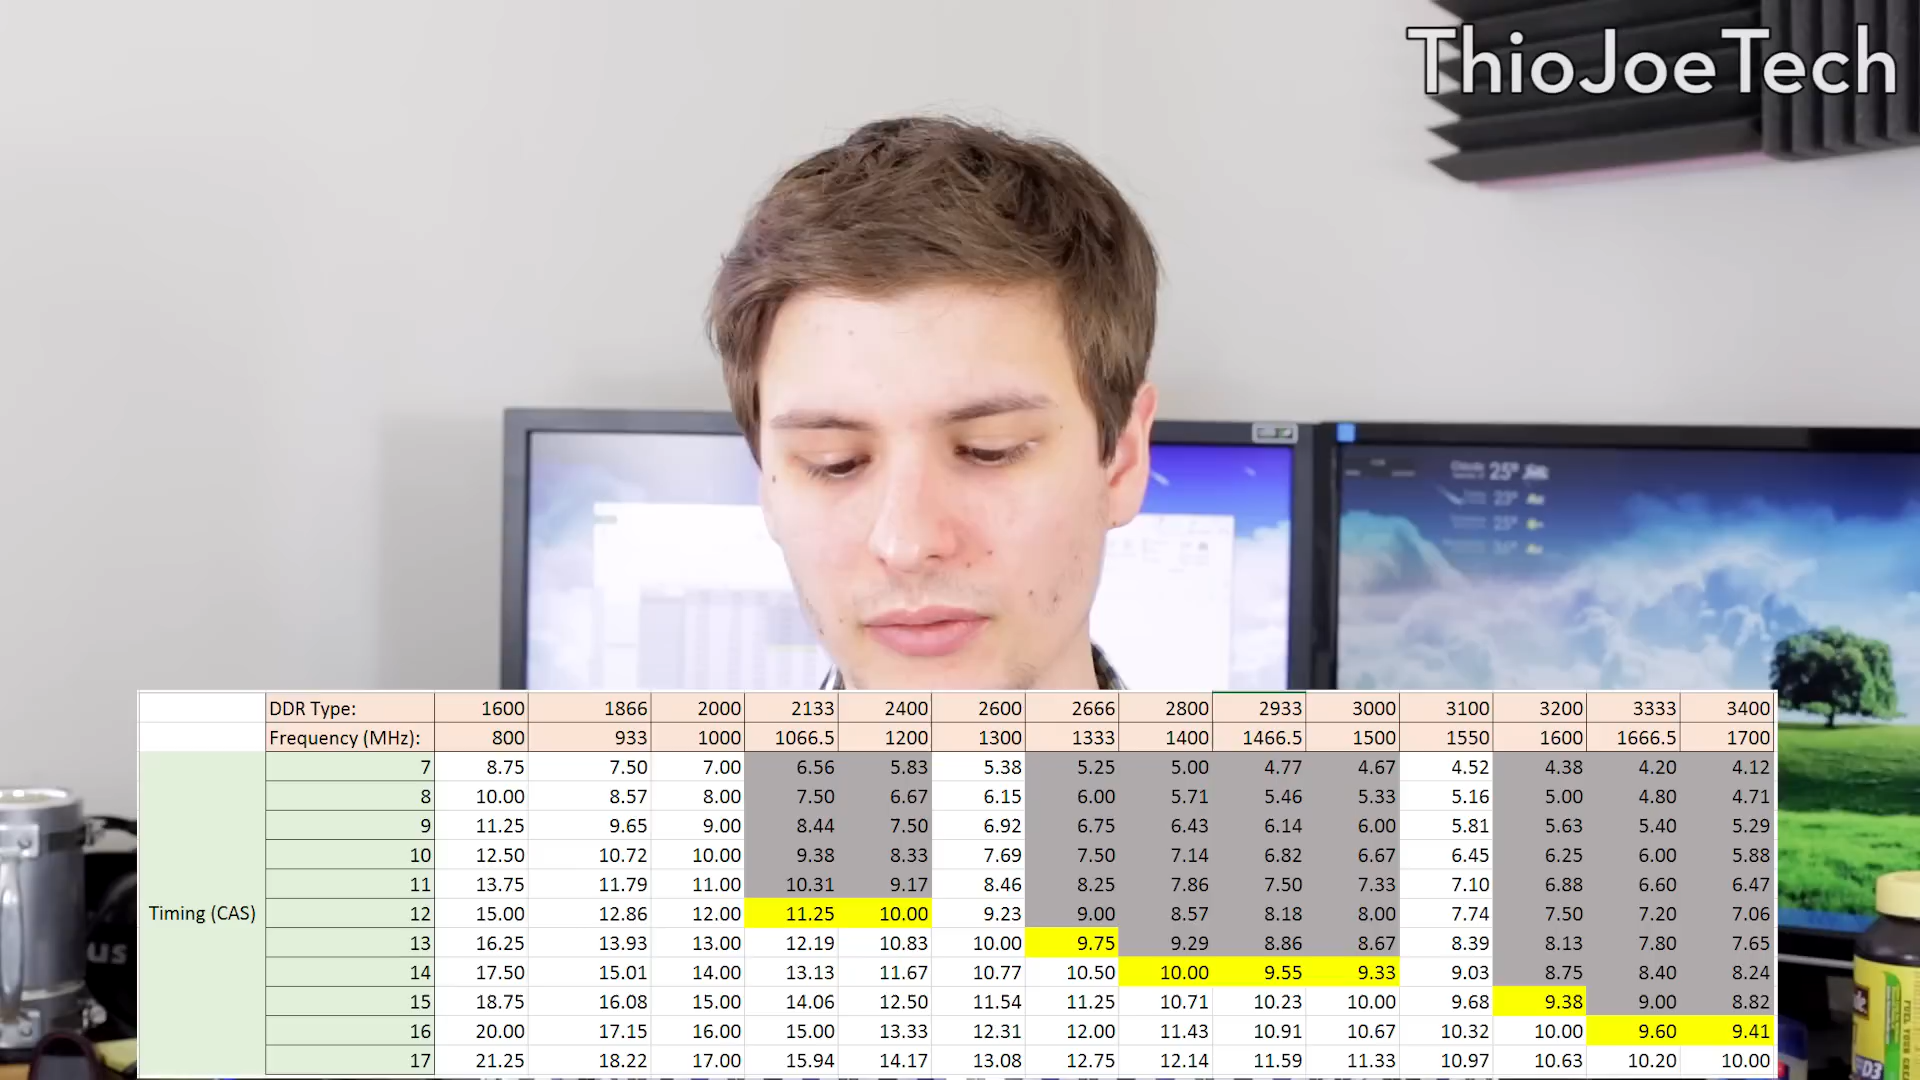 ThioJoeTech
25°
23°
25°
DDR Type: 1600 1866 2000 2133 2400 2600 2666 2800 2933 3000 3100 3200 3333 3400
Frequency (MHz): 800 933 1000 1066.5 1200 1300 1333 1400 1466.5 1500 1550 1600 1666.5 1700
7 8.75 7.50 7.00 6.56 5.83 5.38 5.25 5.00 4.77 4.67 4.52 4.38 4.20 4.12
8 10.00 8.57 8.00 7.50 6.67 6.15 6.00 5.71 5.46 5.33 5.16 5.00 4.80 4.71
9 11.25 9.65 9.00 8.44 7.50 6.92 6.75 6.43 6.14 6.00 5.81 5.63 5.40 5.29
10 12.50 10.72 10.00 9.38 8.33 7.69 7.50 7.14 6.82 6.67 6.45 6.25 6.00 5.88
11 13.75 11.79 11.00 10.31 9.17 8.46 8.25 7.86 7.50 7.33 7.10 6.88 6.60 6.47
Timing (CAS) 12 15.00 12.86 12.00 11.25 10.00 9.23 9.00 8.57 8.18 8.00 7.74 7.50 7.20 7.06
13 16.25 13.93 13.00 12.19 10.83 10.00 9.75 9.29 8.86 8.67 8.39 8.13 7.80 7.65
14 17.50 15.01 14.00 13.13 11.67 10.77 10.50 10.00 9.55 9.33 9.03 8.75 8.40 8.24
15 18.75 16.08 15.00 14.06 12.50 11.54 11.25 10.71 10.23 10.00 9.68 9.38 9.00 8.82
16 20.00 17.15 16.00 15.00 13.33 12.31 12.00 11.43 10.91 10.67 10.32 10.00 9.60 9.41
17 21.25 18.22 17.00 15.94 14.17 13.08 12.75 12.14 11.59 11.33 10.97 10.63 10.20 10.00
D3